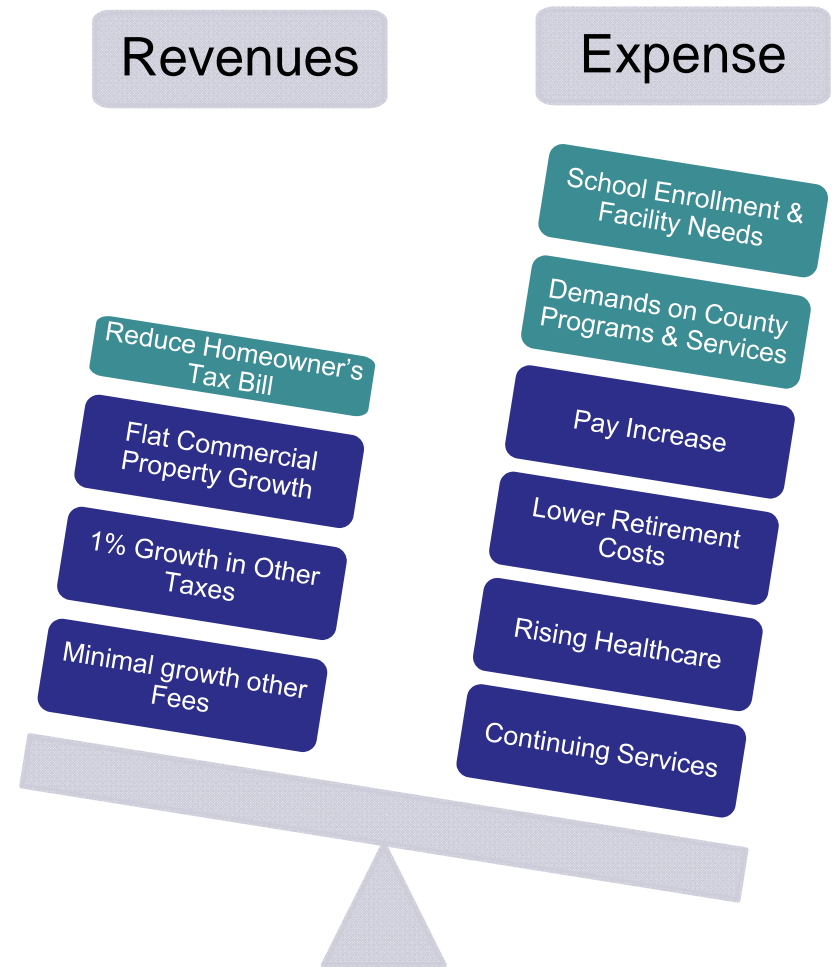 Revenues
Expense
Reduce Homeowner’s
Tax Bill
Flat Commercial
Property Growth
1% Growth in Other
Taxes
Minimal growth other
Fees
School Enrollment &
Facility Needs
Demands on County
Programs & Services
Pay Increase
Lower Retirement
Costs
Rising Healthcare
Continuing Services